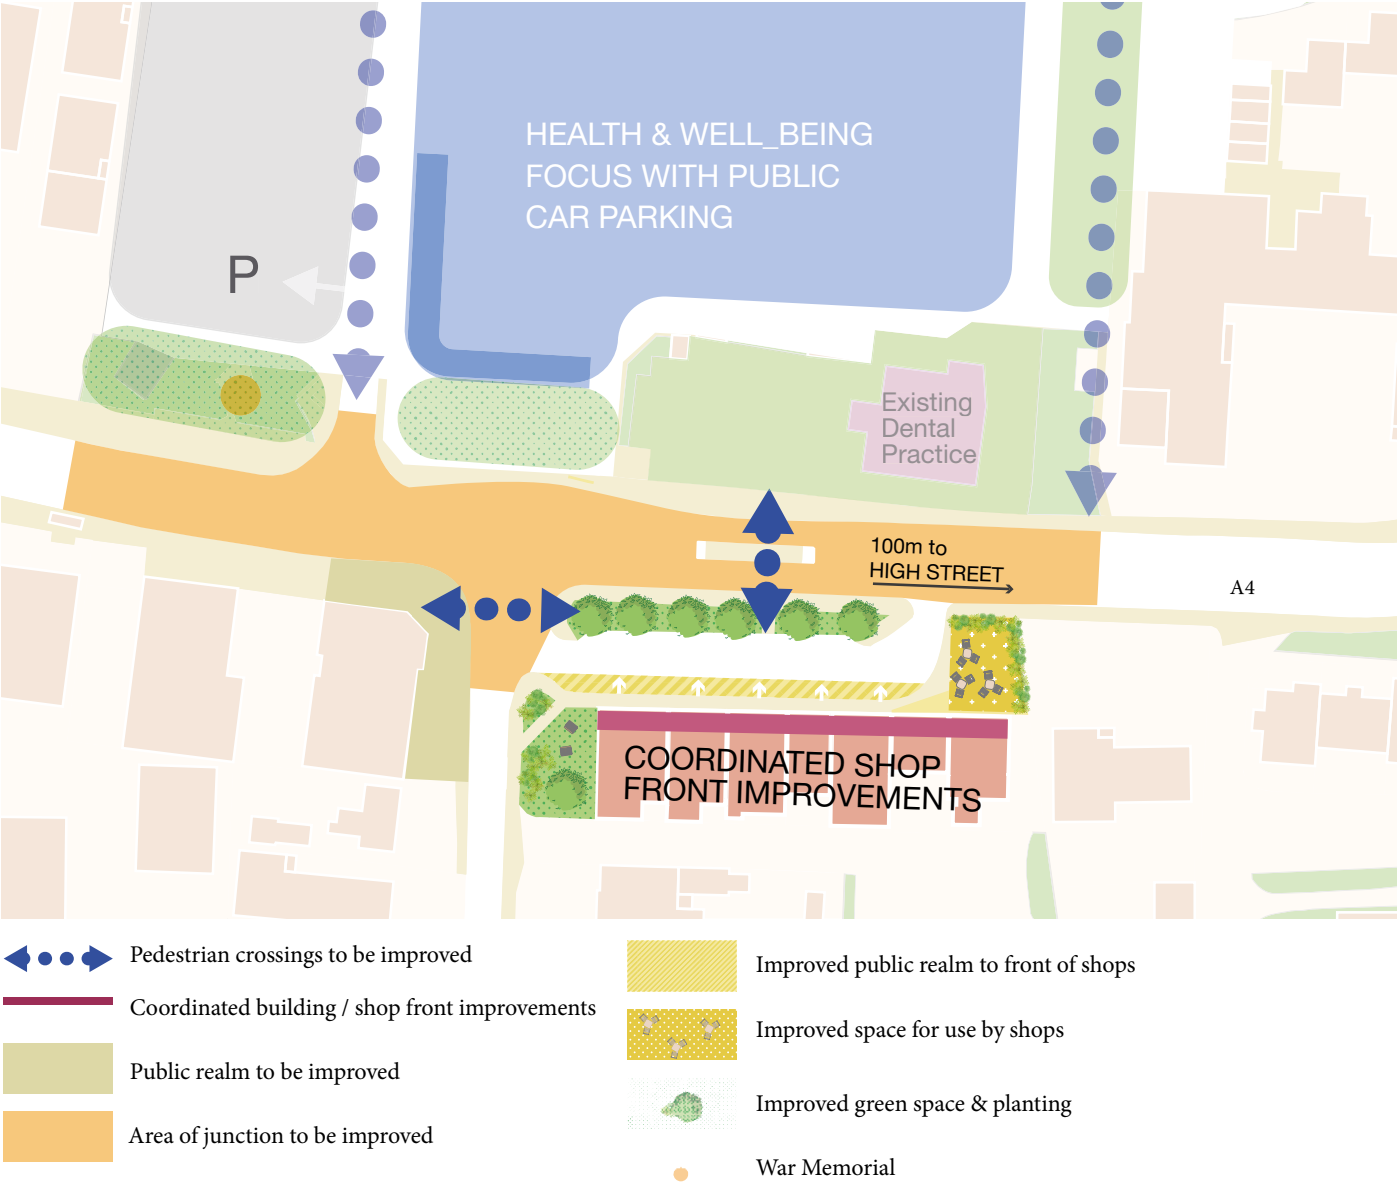 HEALTH & WELL_BEING
FOCUS WITH PUBLIC
CAR PARKING
P
Existing
Dental
Practice
100m to
HIGH STREET
A4
COORDINATED SHOP
FRONT IMPROVEMENTS
Pedestrian crossings to be improved
Coordinated building / shop front improvements
Public realm to be improved
Area of junction to be improved
Improved public realm to front of shops
Improved space for use by shops
Improved green space & planting
War Memorial